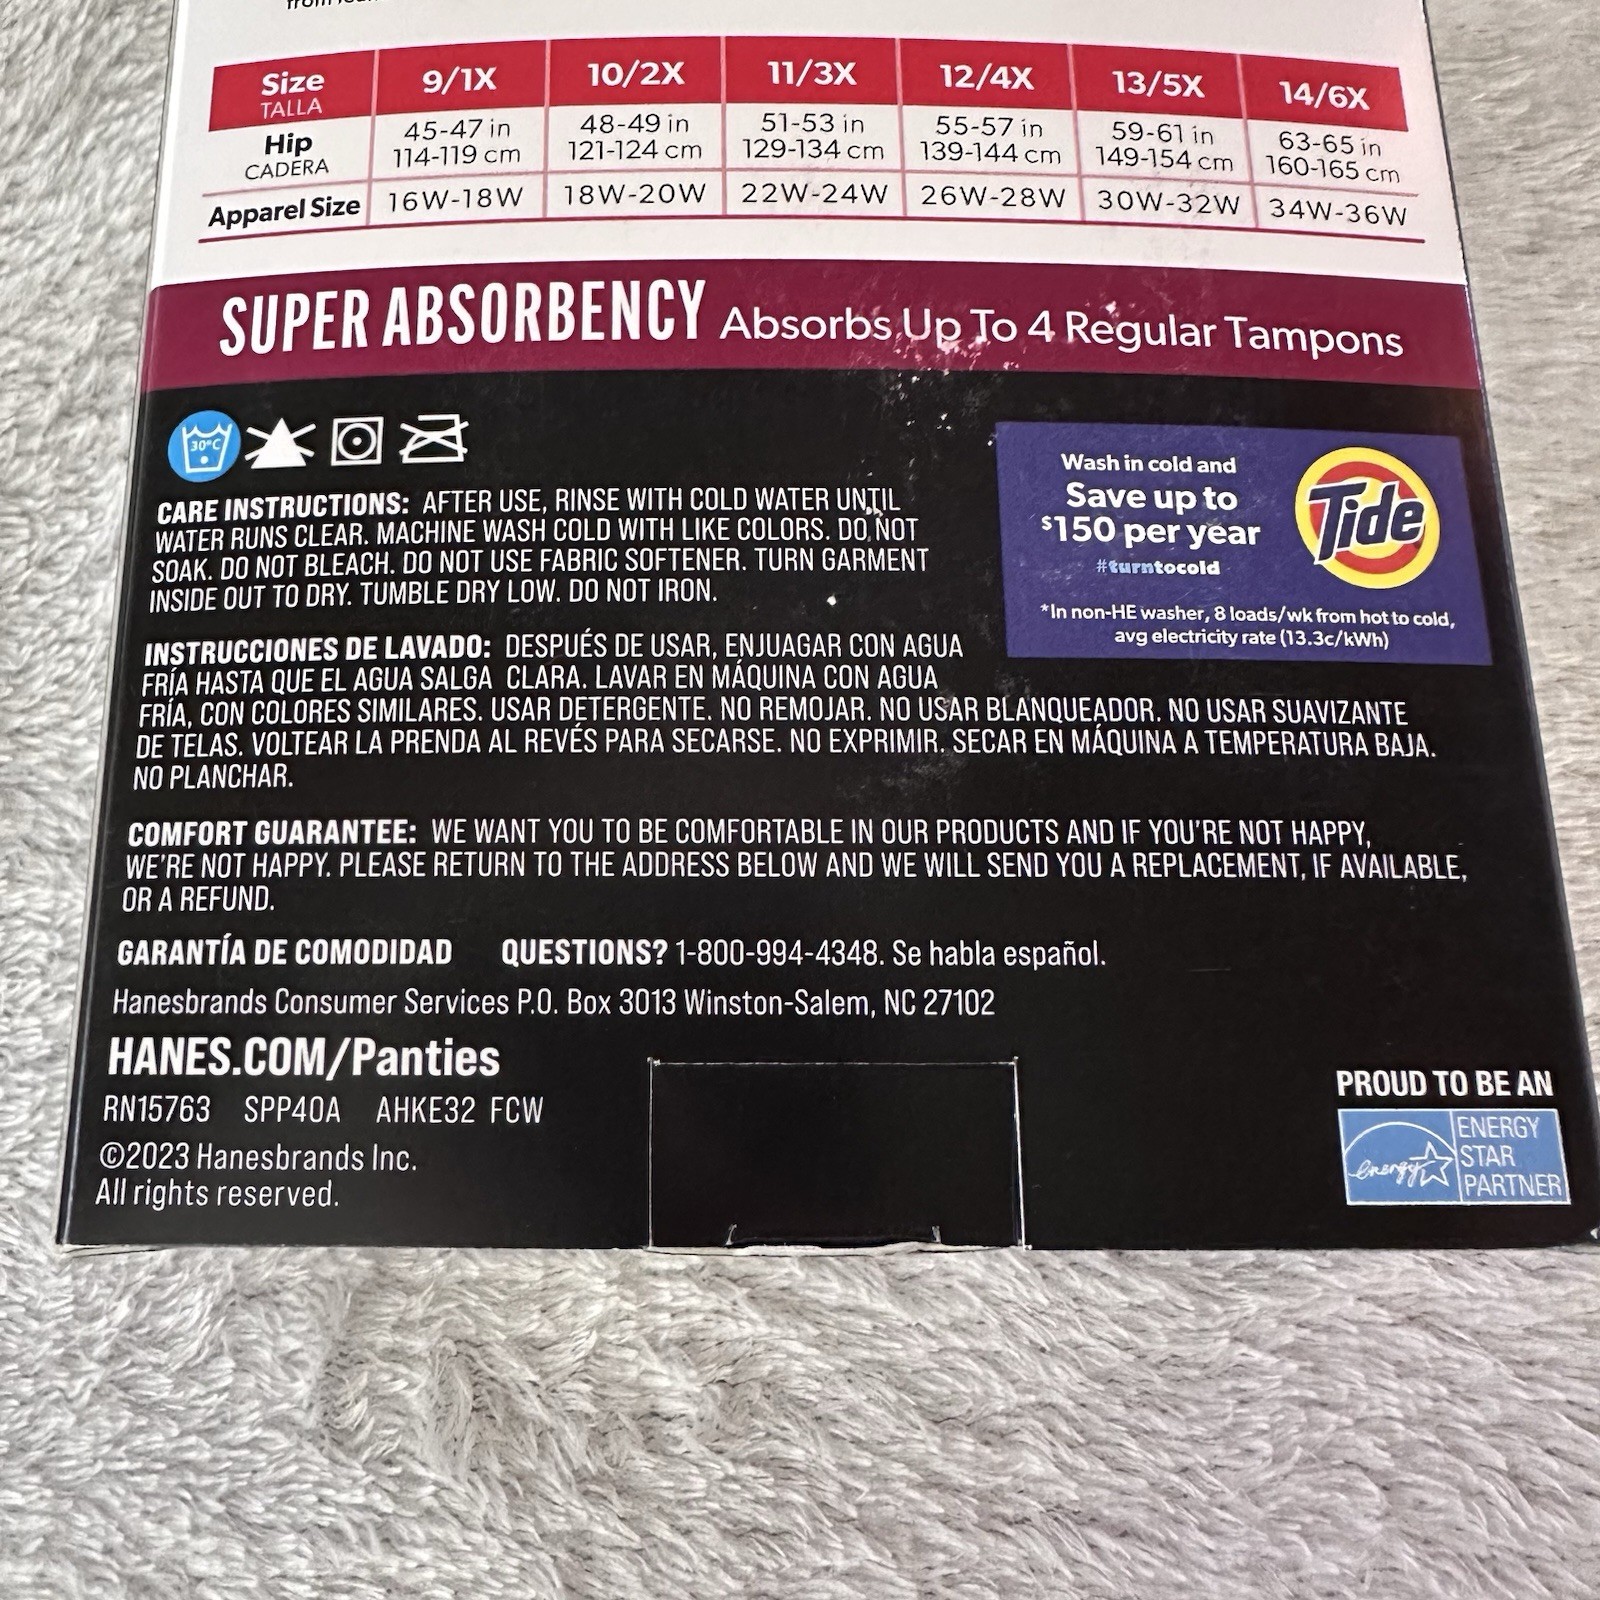 Size 9/1X 10/2X 11/3X 12/4X 13/5X 14/6X
TALLA
Hip 45-47 in 48-49 in 51-53 in 55-57 in 59-61 in 63-65 in
CADERA 114-119 cm 121-124 cm 129-134 cm 139-144 cm 149-154 cm 160-165 cm
Apparel Size 16W-18W 18W-20W 22W-24W 26W-28W 30W-32W 34W-36W
SUPER ABSORBENCY Absorbs Up To 4 Regular Tampons
30°C
CARE INSTRUCTIONS: AFTER USE, RINSE WITH COLD WATER UNTIL
WATER RUNS CLEAR. MACHINE WASH COLD WITH LIKE COLORS. DO NOT
SOAK. DO NOT BLEACH. DO NOT USE FABRIC SOFTENER. TURN GARMENT
INSIDE OUT TO DRY. TUMBLE DRY LOW. DO NOT IRON.
Wash in cold and
Save up to
$150 per year
#turntocold
Tide
*In non-HE washer, 8 loads/wk from hot to cold,
avg electricity rate (13.3c/kWh)
INSTRUCCIONES DE LAVADO: DESPUÉS DE USAR, ENJUAGAR CON AGUA
FRÍA HASTA QUE EL AGUA SALGA CLARA. LAVAR EN MÁQUINA CON AGUA
FRÍA, CON COLORES SIMILARES. USAR DETERGENTE. NO REMOJAR. NO USAR BLANQUEADOR. NO USAR SUAVIZANTE
DE TELAS. VOLTEAR LA PRENDA AL REVÉS PARA SECARSE. NO EXPRIMIR. SECAR EN MÁQUINA A TEMPERATURA BAJA.
NO PLANCHAR.
COMFORT GUARANTEE: WE WANT YOU TO BE COMFORTABLE IN OUR PRODUCTS AND IF YOU'RE NOT HAPPY,
WE'RE NOT HAPPY. PLEASE RETURN TO THE ADDRESS BELOW AND WE WILL SEND YOU A REPLACEMENT, IF AVAILABLE,
OR A REFUND.
GARANTÍA DE COMODIDAD QUESTIONS? 1-800-994-4348. Se habla español.
Hanesbrands Consumer Services P.O. Box 3013 Winston-Salem, NC 27102
HANES.COM/Panties
RN15763 SPP40A AHKE32 FCW
©2023 Hanesbrands Inc.
All rights reserved.
PROUD TO BE AN
energy
ENERGY
STAR
PARTNER